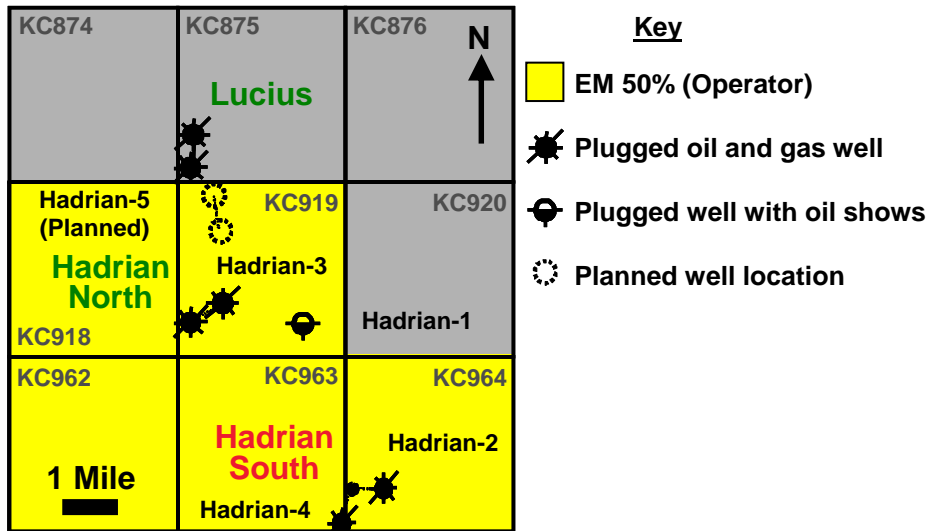 KC874
KC875
KC876
N
Lucius
Hadrian-5
(Planned)
KC919
KC920
Hadrian
North
Hadrian-3
KC918
Hadrian-1
KC962
KC963
KC964
Hadrian
South
Hadrian-2
1 Mile
Hadrian-4
Key
EM 50% (Operator)
Plugged oil and gas well
Plugged well with oil shows
Planned well location